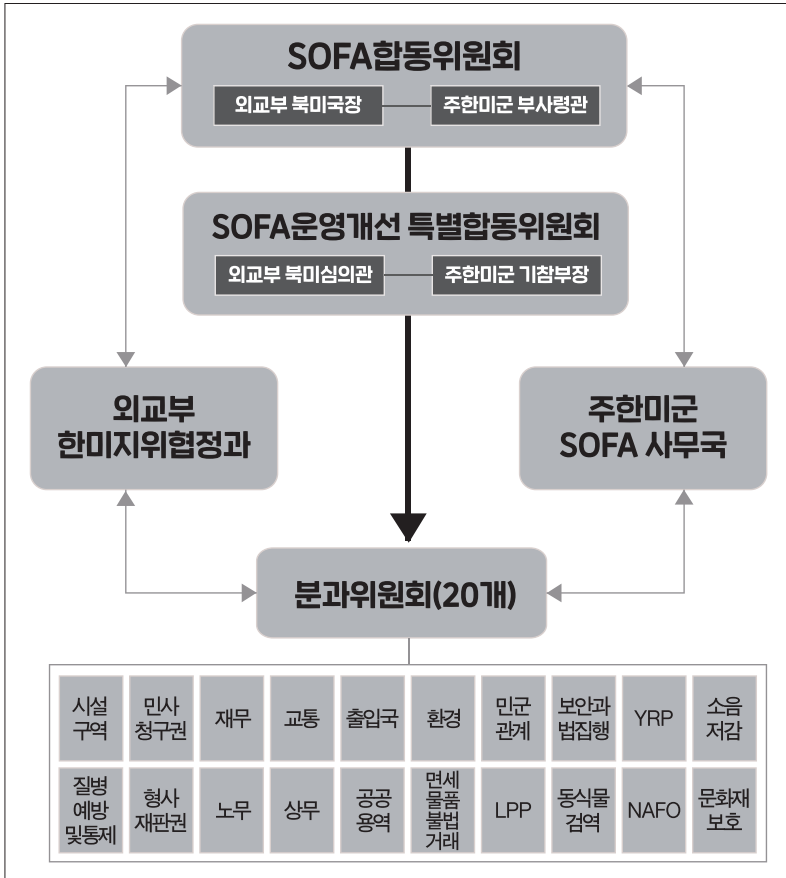 SOFA합동위원회
외교부 북미국장
주한미군 부사령관
SOFA운영개선 특별합동위원회
외교부 북미심의관
주한미군 기참부장
외교부
한미지위협정과
주한미군
SOFA 사무국
분과위원회(20개)
시설
구역
민사
청구권
재무
교통
출입국
환경
민군
관계
보안과
법집행
YRP
소음
저감
질병
예방
및통제
형사
재판권
노무
상무
공공
용역
면세
물품
불법
거래
LPP
동식물
검역
NAFO
문화재
보호